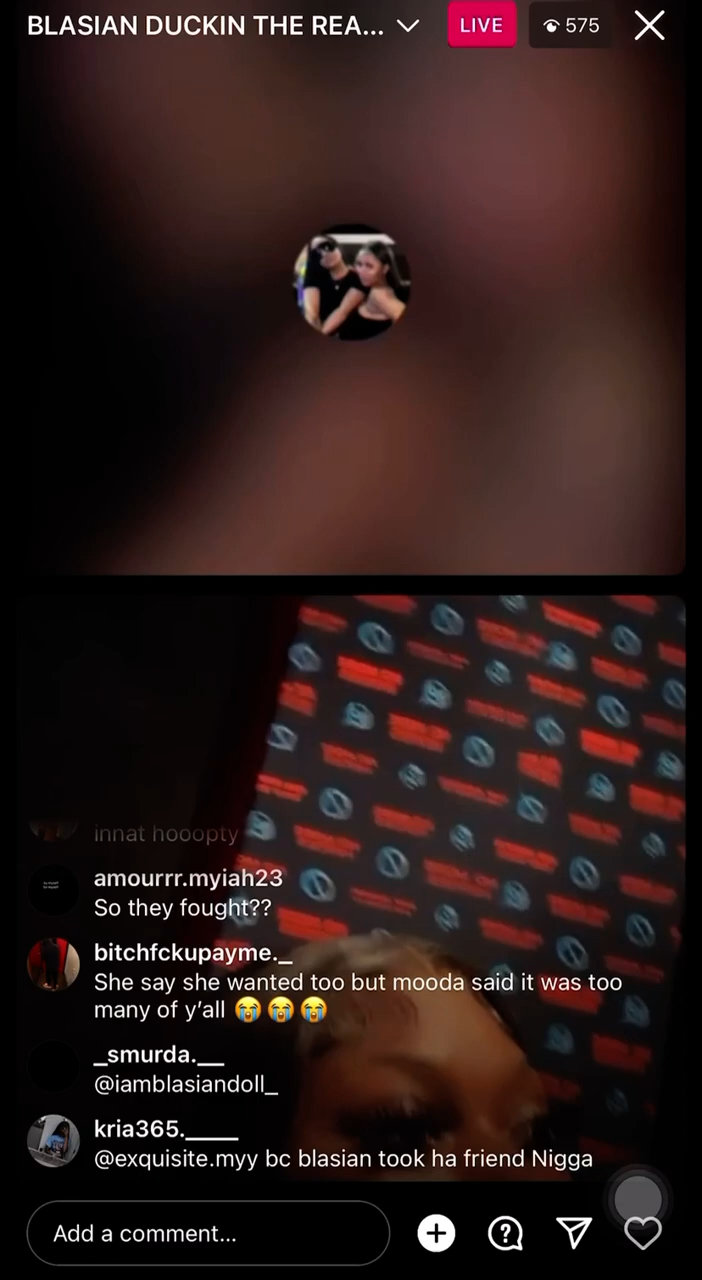 BLASIAN DUCKIN THE REA...
LIVE
575
innat hooopty
amourrr.myiah23
So they fought??
bitchfckupayme._
She say she wanted too but mooda said it was too
many of y’all 😭😭😭
_smurda.__
@iamblasiandoll_
kria365.____
@exquisite.myy bc blasian took ha friend Nigga
Add a comment...